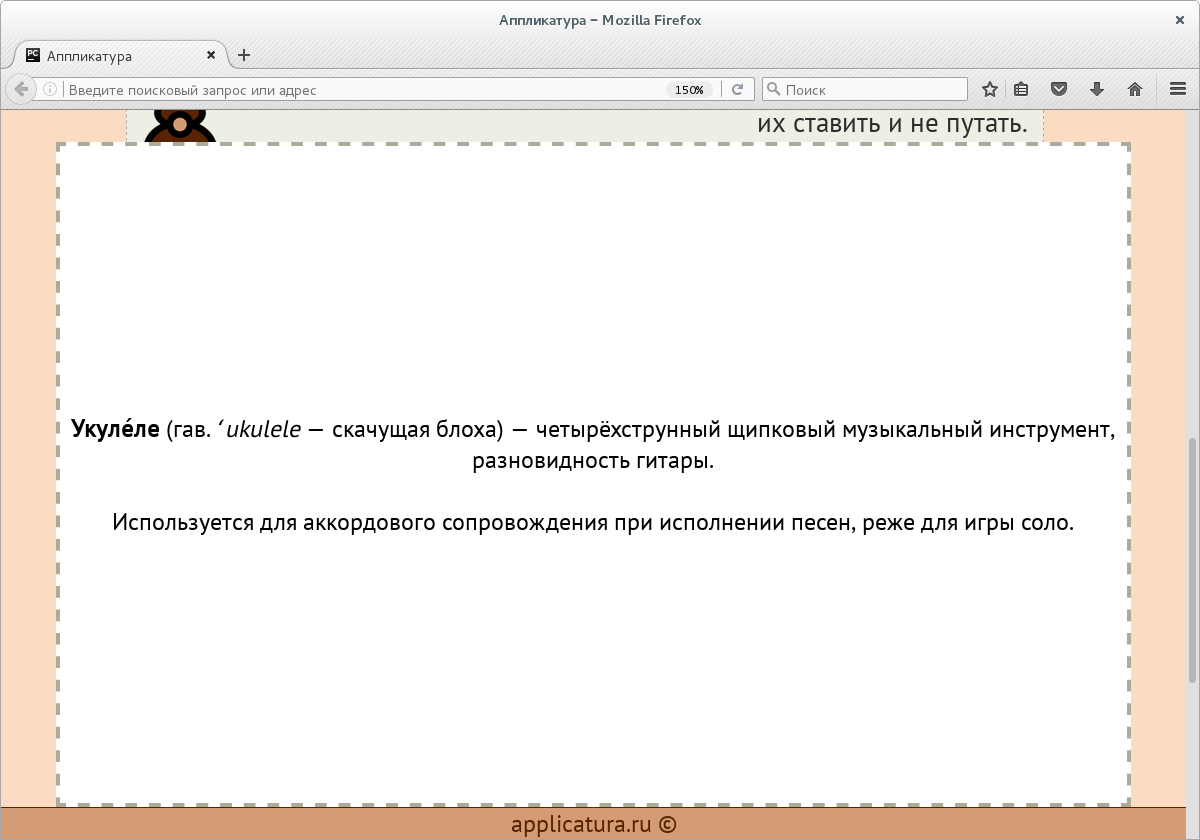 Аппликатура – Mozilla Firefox
PC Аппликатура
Введите поисковый запрос или адрес 150% Поиск
их ставить и не путать.
Укуле́ле (гав. ʻukulele — скачущая блоха) — четырёхструнный щипковый музыкальный инструмент,
разновидность гитары.
Используется для аккордового сопровождения при исполнении песен, реже для игры соло.
applicatura.ru ©